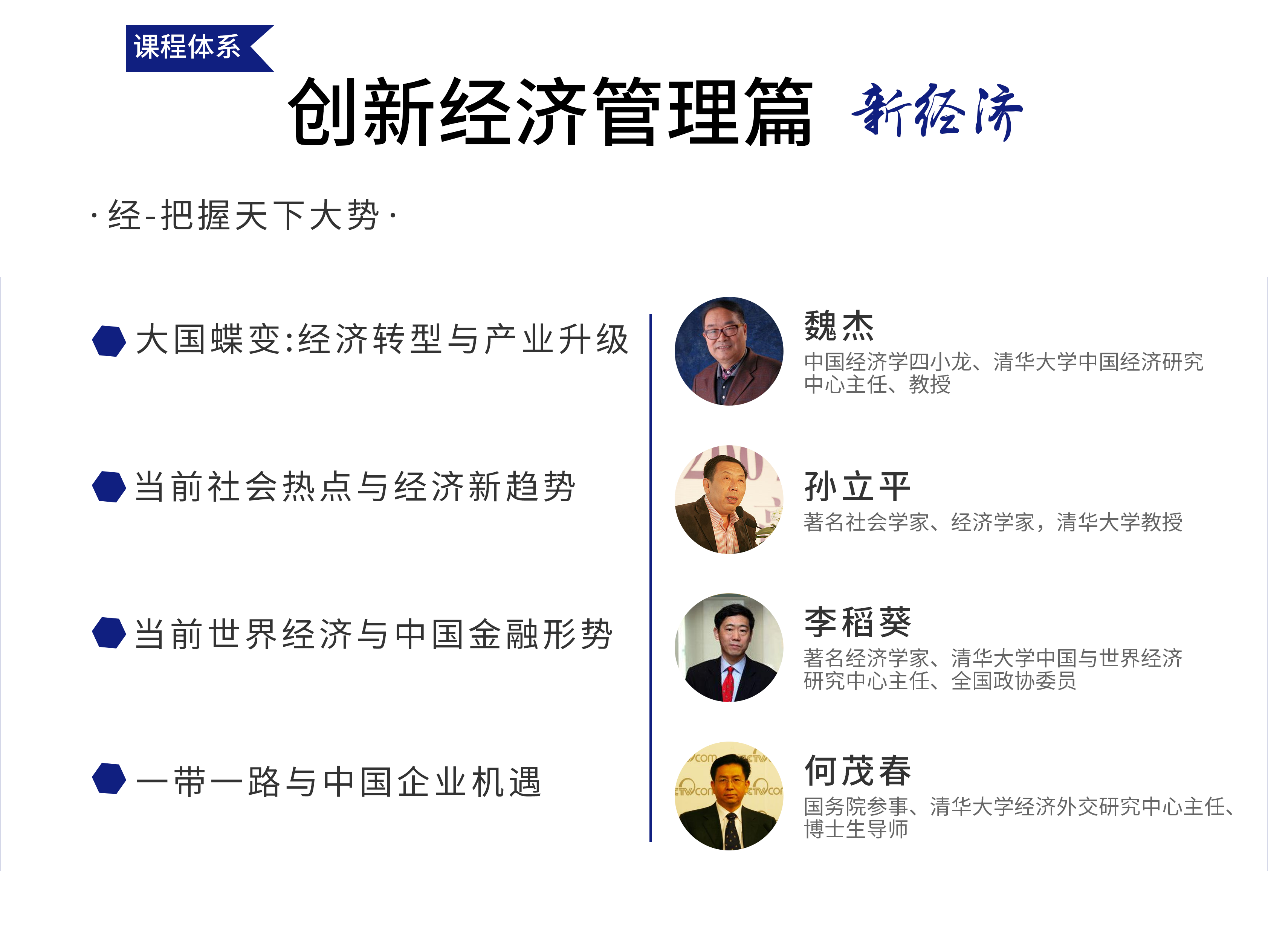 课程体系
创新经济管理篇 新经济
·经-把握天下大势·
大国蝶变:经济转型与产业升级
魏杰
中国经济学四小龙、清华大学中国经济研究
中心主任、教授
当前社会热点与经济新趋势
200
孙立平
著名社会学家、经济学家，清华大学教授
当前世界经济与中国金融形势
李稻葵
著名经济学家、清华大学中国与世界经济
研究中心主任、全国政协委员
一带一路与中国企业机遇
何茂春
国务院参事、清华大学经济外交研究中心主任、
博士生导师